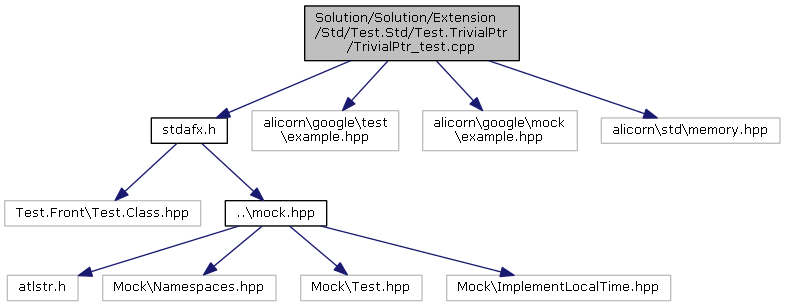 Solution/Solution/Extension
/Std/Test.Std/Test.TrivialPtr
/TrivialPtr_test.cpp
stdafx.h
alicorn\google\test
\example.hpp
alicorn\google\mock
\example.hpp
alicorn\std\memory.hpp
Test.Front\Test.Class.hpp
..\mock.hpp
atlstr.h
Mock\Namespaces.hpp
Mock\Test.hpp
Mock\ImplementLocalTime.hpp